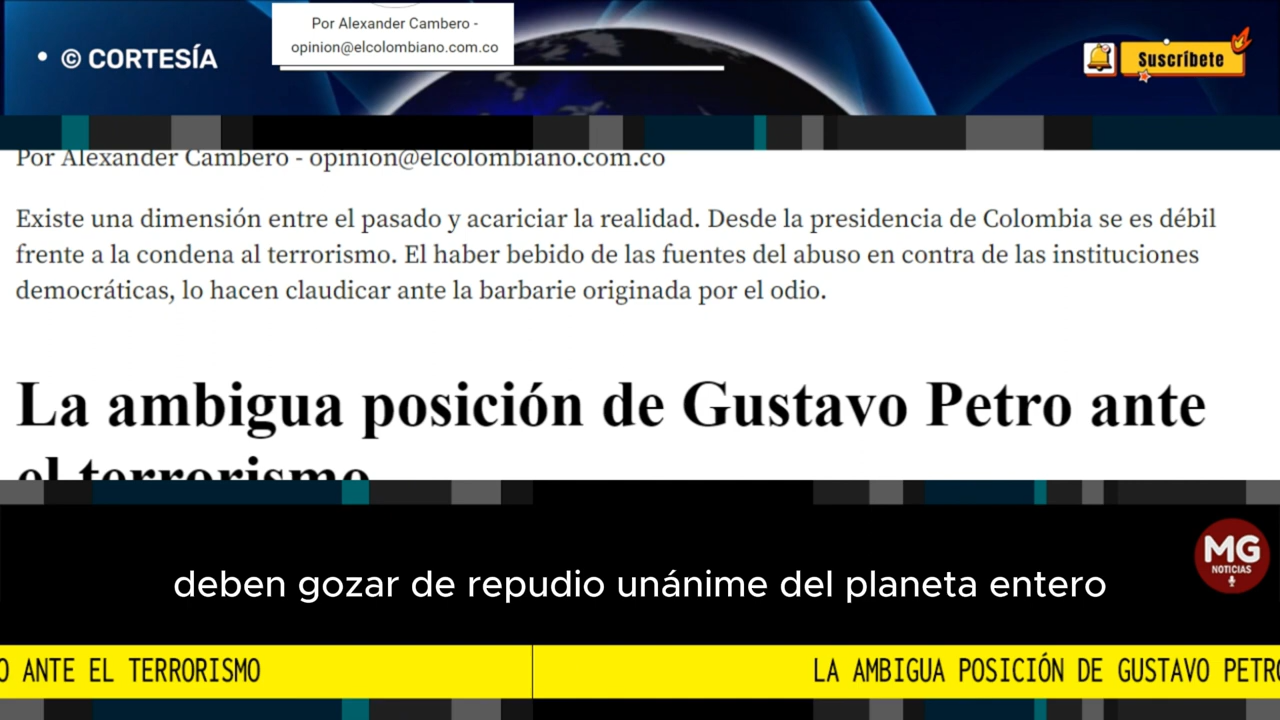 Por Alexander Cambero -
opinion@elcolombiano.com.co
• © CORTESÍA
Suscríbete
Por Alexander Cambero - opinion@elcolombiano.com.co
Existe una dimensión entre el pasado y acariciar la realidad. Desde la presidencia de Colombia se es débil
frente a la condena al terrorismo. El haber bebido de las fuentes del abuso en contra de las instituciones
democráticas, lo hacen claudicar ante la barbarie originada por el odio.
La ambigua posición de Gustavo Petro ante
el terrorismo
MG
NOTICIAS
deben gozar de repudio unánime del planeta entero
O ANTE EL TERRORISMO
LA AMBIGUA POSICIÓN DE GUSTAVO PETRO